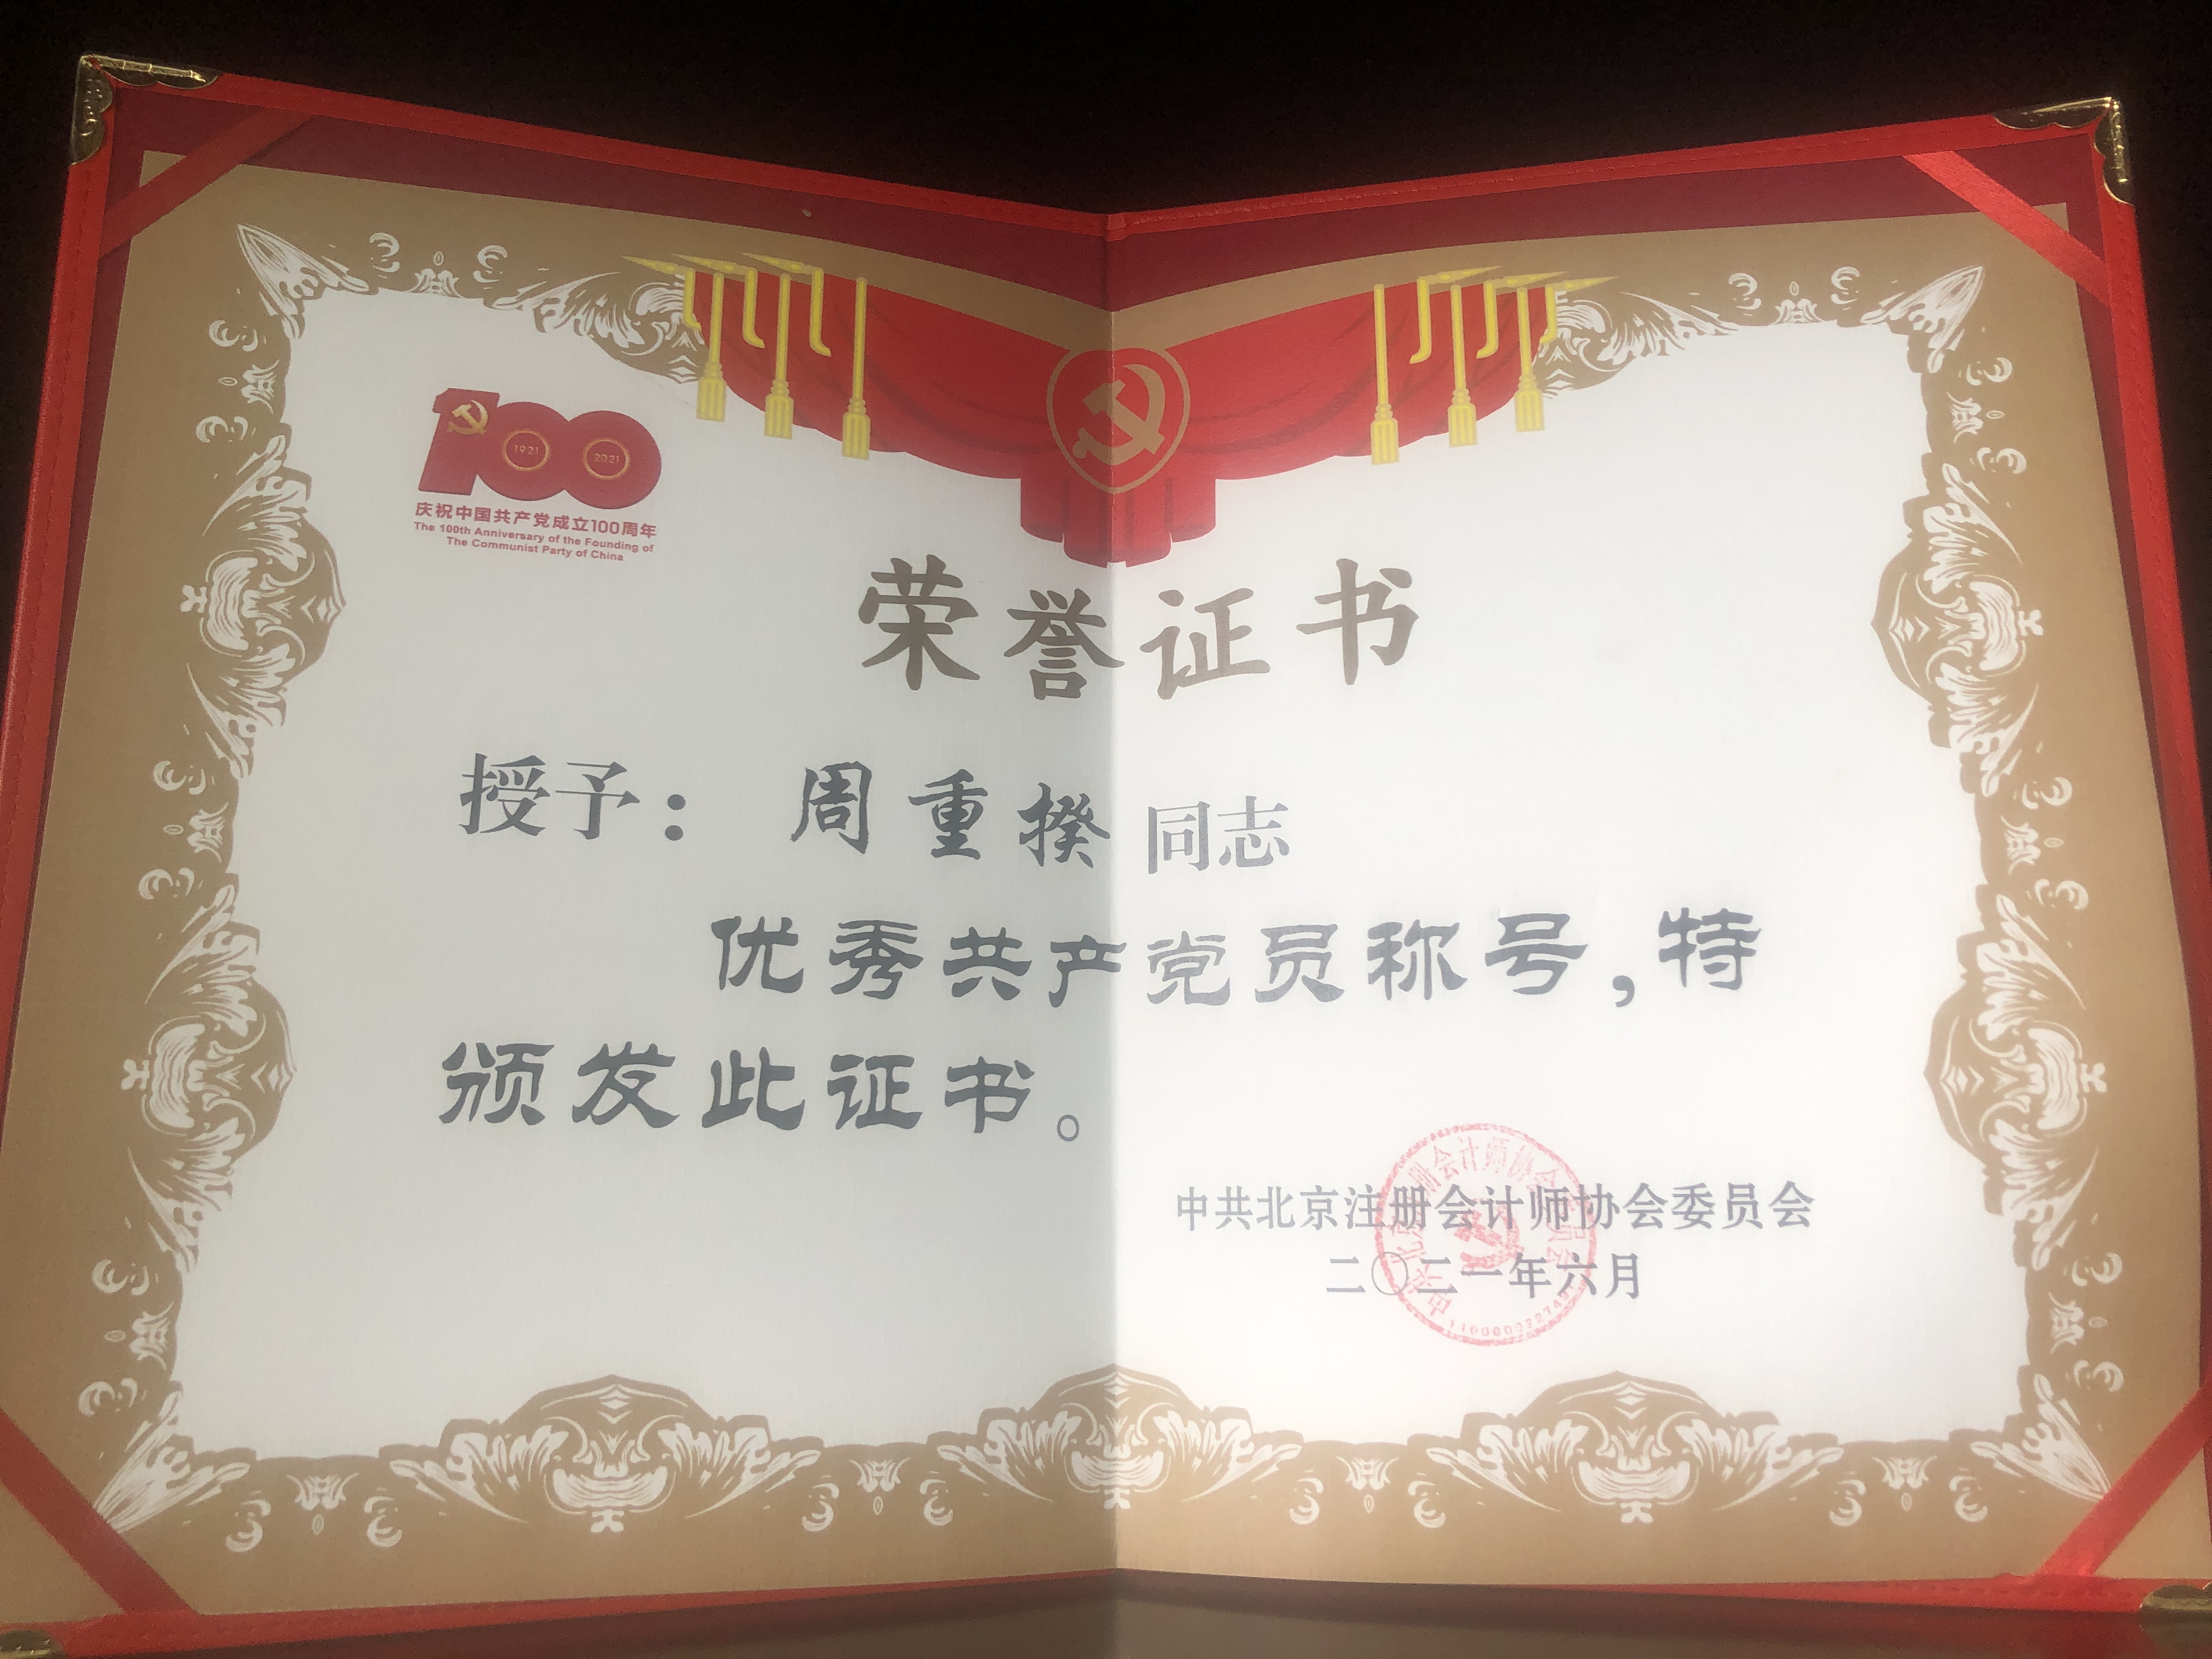 1921
2021
庆祝中国共产党成立100周年
The 100th Anniversary of the Founding of
The Communist Party of China
荣誉证书
授予：周重揆同志
优秀共产党员称号，特
颁发此证书。
中共北京注册会计师协会委员会
二〇二一年六月